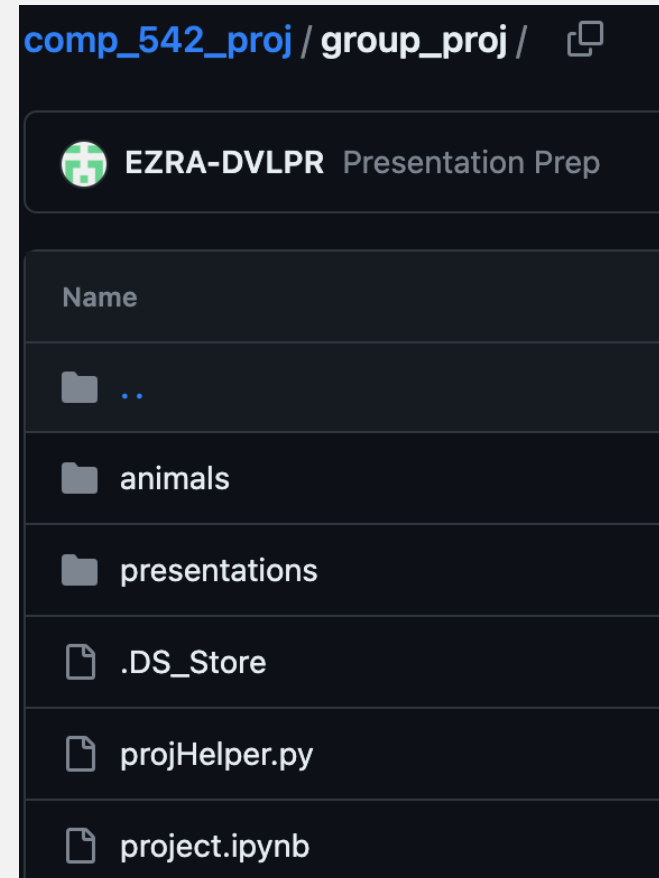 comp_542_proj / group_proj /
EZRA-DVLPR Presentation Prep
Name
..
animals
presentations
.DS_Store
projHelper.py
project.ipynb